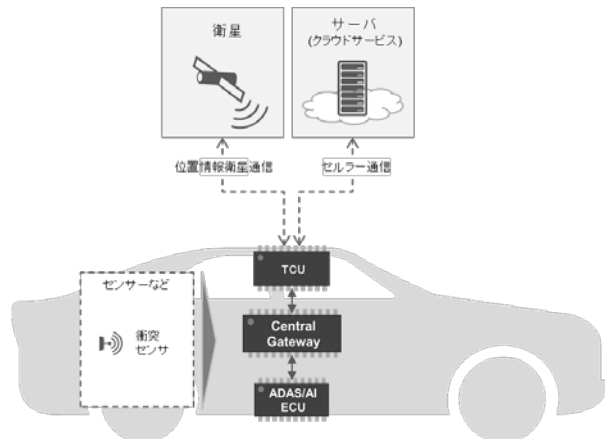 衛星
サーバ
(クラウドサービス)
位置情報衛星通信
セルラー通信
TCU
センサーなど
衝突
センサ
Central
Gateway
ADAS/AI
ECU